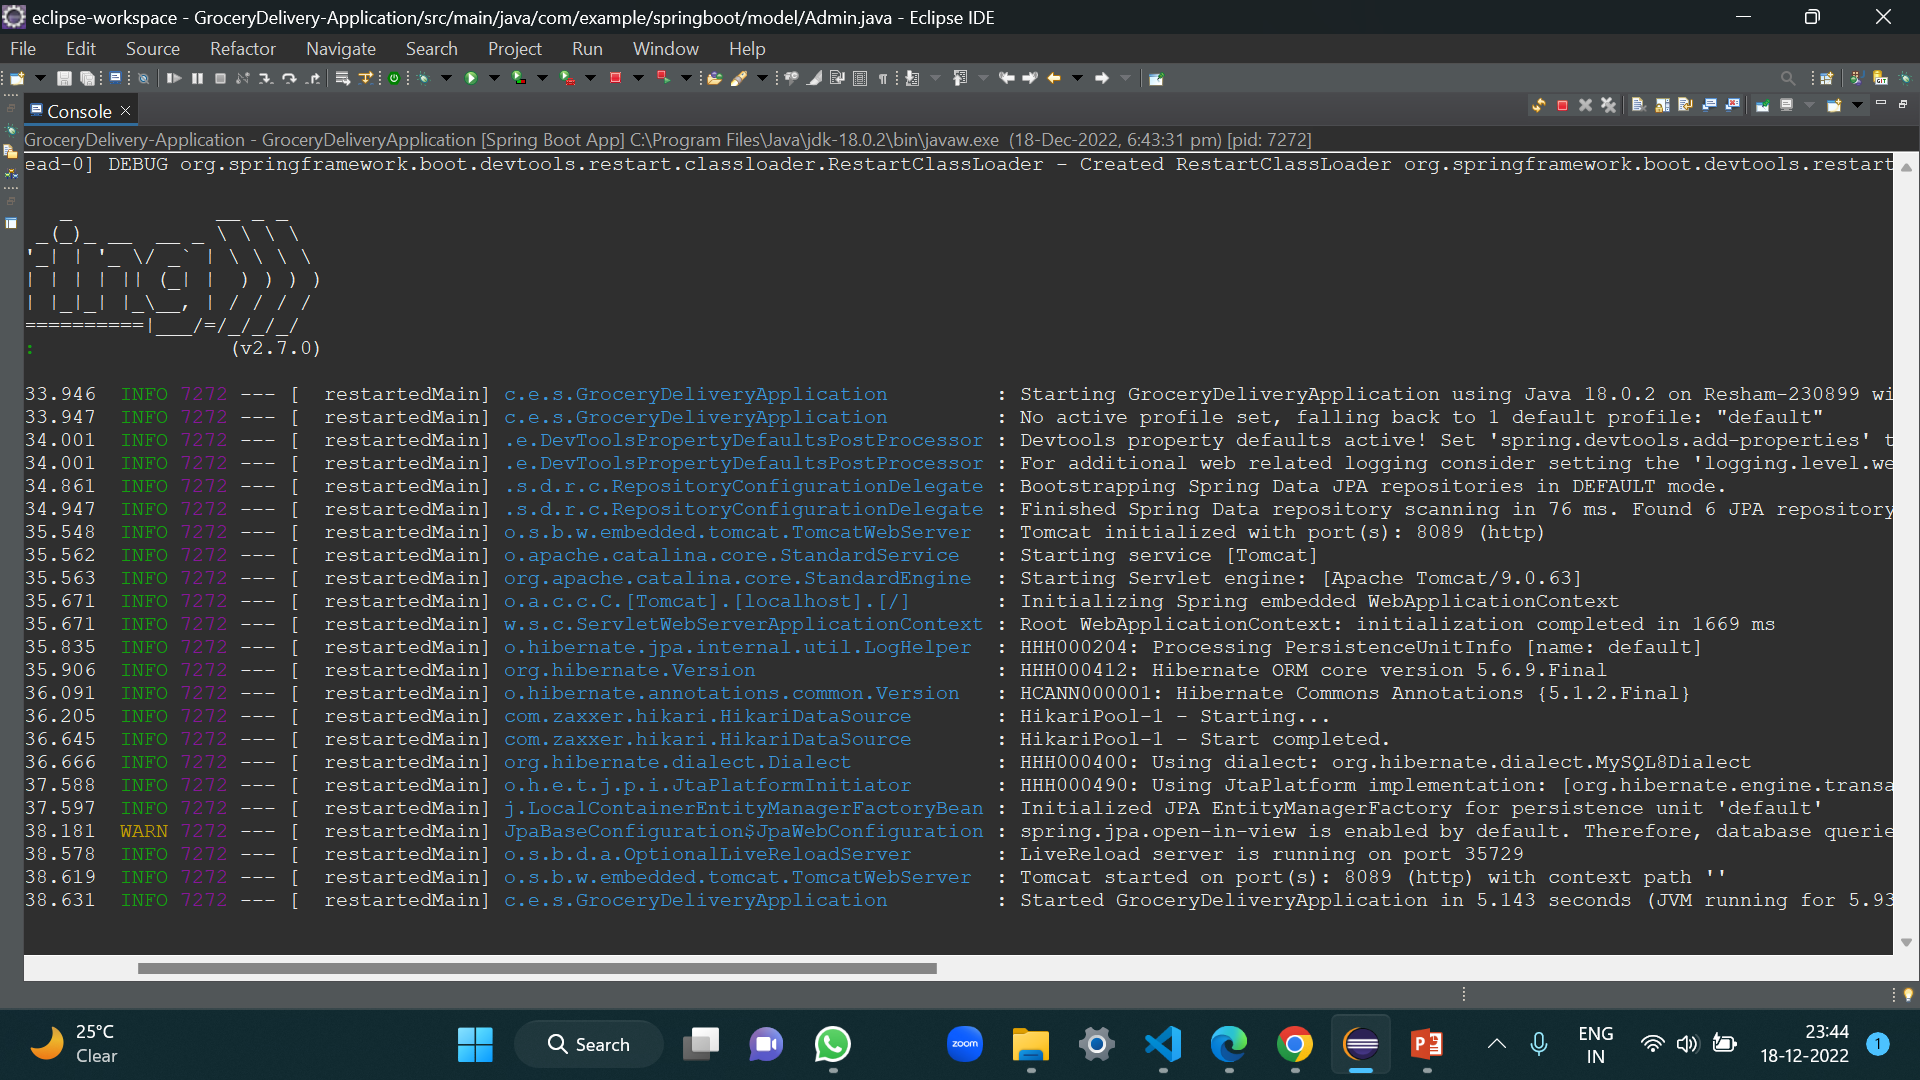 eclipse-workspace - GroceryDelivery-Application/src/main/java/com/example/springboot/model/Admin.java - Eclipse IDE
File Edit Source Refactor Navigate Search Project Run Window Help
Console
GroceryDelivery-Application - GroceryDeliveryApplication [Spring Boot App] C:\Program Files\Java\jdk-18.0.2\bin\javaw.exe (18-Dec-2022, 6:43:31 pm) [pid: 7272]
ead-0] DEBUG org.springframework.boot.devtools.restart.classloader.RestartClassLoader - Created RestartClassLoader org.springframework.boot.devtools.restart
: (v2.7.0)
33.946 INFO 7272 --- [ restartedMain] c.e.s.GroceryDeliveryApplication : Starting GroceryDeliveryApplication using Java 18.0.2 on Resham-230899 wi
33.947 INFO 7272 --- [ restartedMain] c.e.s.GroceryDeliveryApplication : No active profile set, falling back to 1 default profile: "default"
34.001 INFO 7272 --- [ restartedMain] .e.DevToolsPropertyDefaultsPostProcessor : Devtools property defaults active! Set 'spring.devtools.add-properties' t
34.001 INFO 7272 --- [ restartedMain] .e.DevToolsPropertyDefaultsPostProcessor : For additional web related logging consider setting the 'logging.level.we
34.861 INFO 7272 --- [ restartedMain] .s.d.r.c.RepositoryConfigurationDelegate : Bootstrapping Spring Data JPA repositories in DEFAULT mode.
34.947 INFO 7272 --- [ restartedMain] .s.d.r.c.RepositoryConfigurationDelegate : Finished Spring Data repository scanning in 76 ms. Found 6 JPA repository
35.548 INFO 7272 --- [ restartedMain] o.s.b.w.embedded.tomcat.TomcatWebServer : Tomcat initialized with port(s): 8089 (http)
35.562 INFO 7272 --- [ restartedMain] o.apache.catalina.core.StandardService : Starting service [Tomcat]
35.563 INFO 7272 --- [ restartedMain] org.apache.catalina.core.StandardEngine : Starting Servlet engine: [Apache Tomcat/9.0.63]
35.671 INFO 7272 --- [ restartedMain] o.a.c.c.C.[Tomcat].[localhost].[/] : Initializing Spring embedded WebApplicationContext
35.671 INFO 7272 --- [ restartedMain] w.s.c.ServletWebServerApplicationContext : Root WebApplicationContext: initialization completed in 1669 ms
35.835 INFO 7272 --- [ restartedMain] o.hibernate.jpa.internal.util.LogHelper : HHH000204: Processing PersistenceUnitInfo [name: default]
35.906 INFO 7272 --- [ restartedMain] org.hibernate.Version : HHH000412: Hibernate ORM core version 5.6.9.Final
36.091 INFO 7272 --- [ restartedMain] o.hibernate.annotations.common.Version : HCANN000001: Hibernate Commons Annotations {5.1.2.Final}
36.205 INFO 7272 --- [ restartedMain] com.zaxxer.hikari.HikariDataSource : HikariPool-1 - Starting...
36.645 INFO 7272 --- [ restartedMain] com.zaxxer.hikari.HikariDataSource : HikariPool-1 - Start completed.
36.666 INFO 7272 --- [ restartedMain] org.hibernate.dialect.Dialect : HHH000400: Using dialect: org.hibernate.dialect.MySQL8Dialect
37.588 INFO 7272 --- [ restartedMain] o.h.e.t.j.p.i.JtaPlatformInitiator : HHH000490: Using JtaPlatform implementation: [org.hibernate.engine.transa
37.597 INFO 7272 --- [ restartedMain] j.LocalContainerEntityManagerFactoryBean : Initialized JPA EntityManagerFactory for persistence unit 'default'
38.181 WARN 7272 --- [ restartedMain] JpaBaseConfiguration$JpaWebConfiguration : spring.jpa.open-in-view is enabled by default. Therefore, database querie
38.578 INFO 7272 --- [ restartedMain] o.s.b.d.a.OptionalLiveReloadServer : LiveReload server is running on port 35729
38.619 INFO 7272 --- [ restartedMain] o.s.b.w.embedded.tomcat.TomcatWebServer : Tomcat started on port(s): 8089 (http) with context path ''
38.631 INFO 7272 --- [ restartedMain] c.e.s.GroceryDeliveryApplication : Started GroceryDeliveryApplication in 5.143 seconds (JVM running for 5.93
25°C
Clear
Search
zoom
ENG
IN
23:44
18-12-2022
1